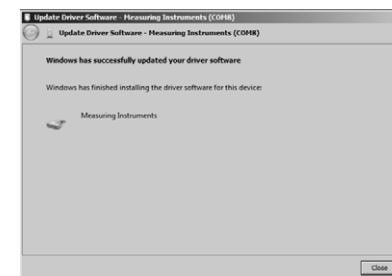 Update Driver Software - Measuring Instruments (COM8)
Update Driver Software - Measuring Instruments (COM8)
Windows has successfully updated your driver software
Windows has finished installing the driver software for this device:
Measuring Instruments
Close